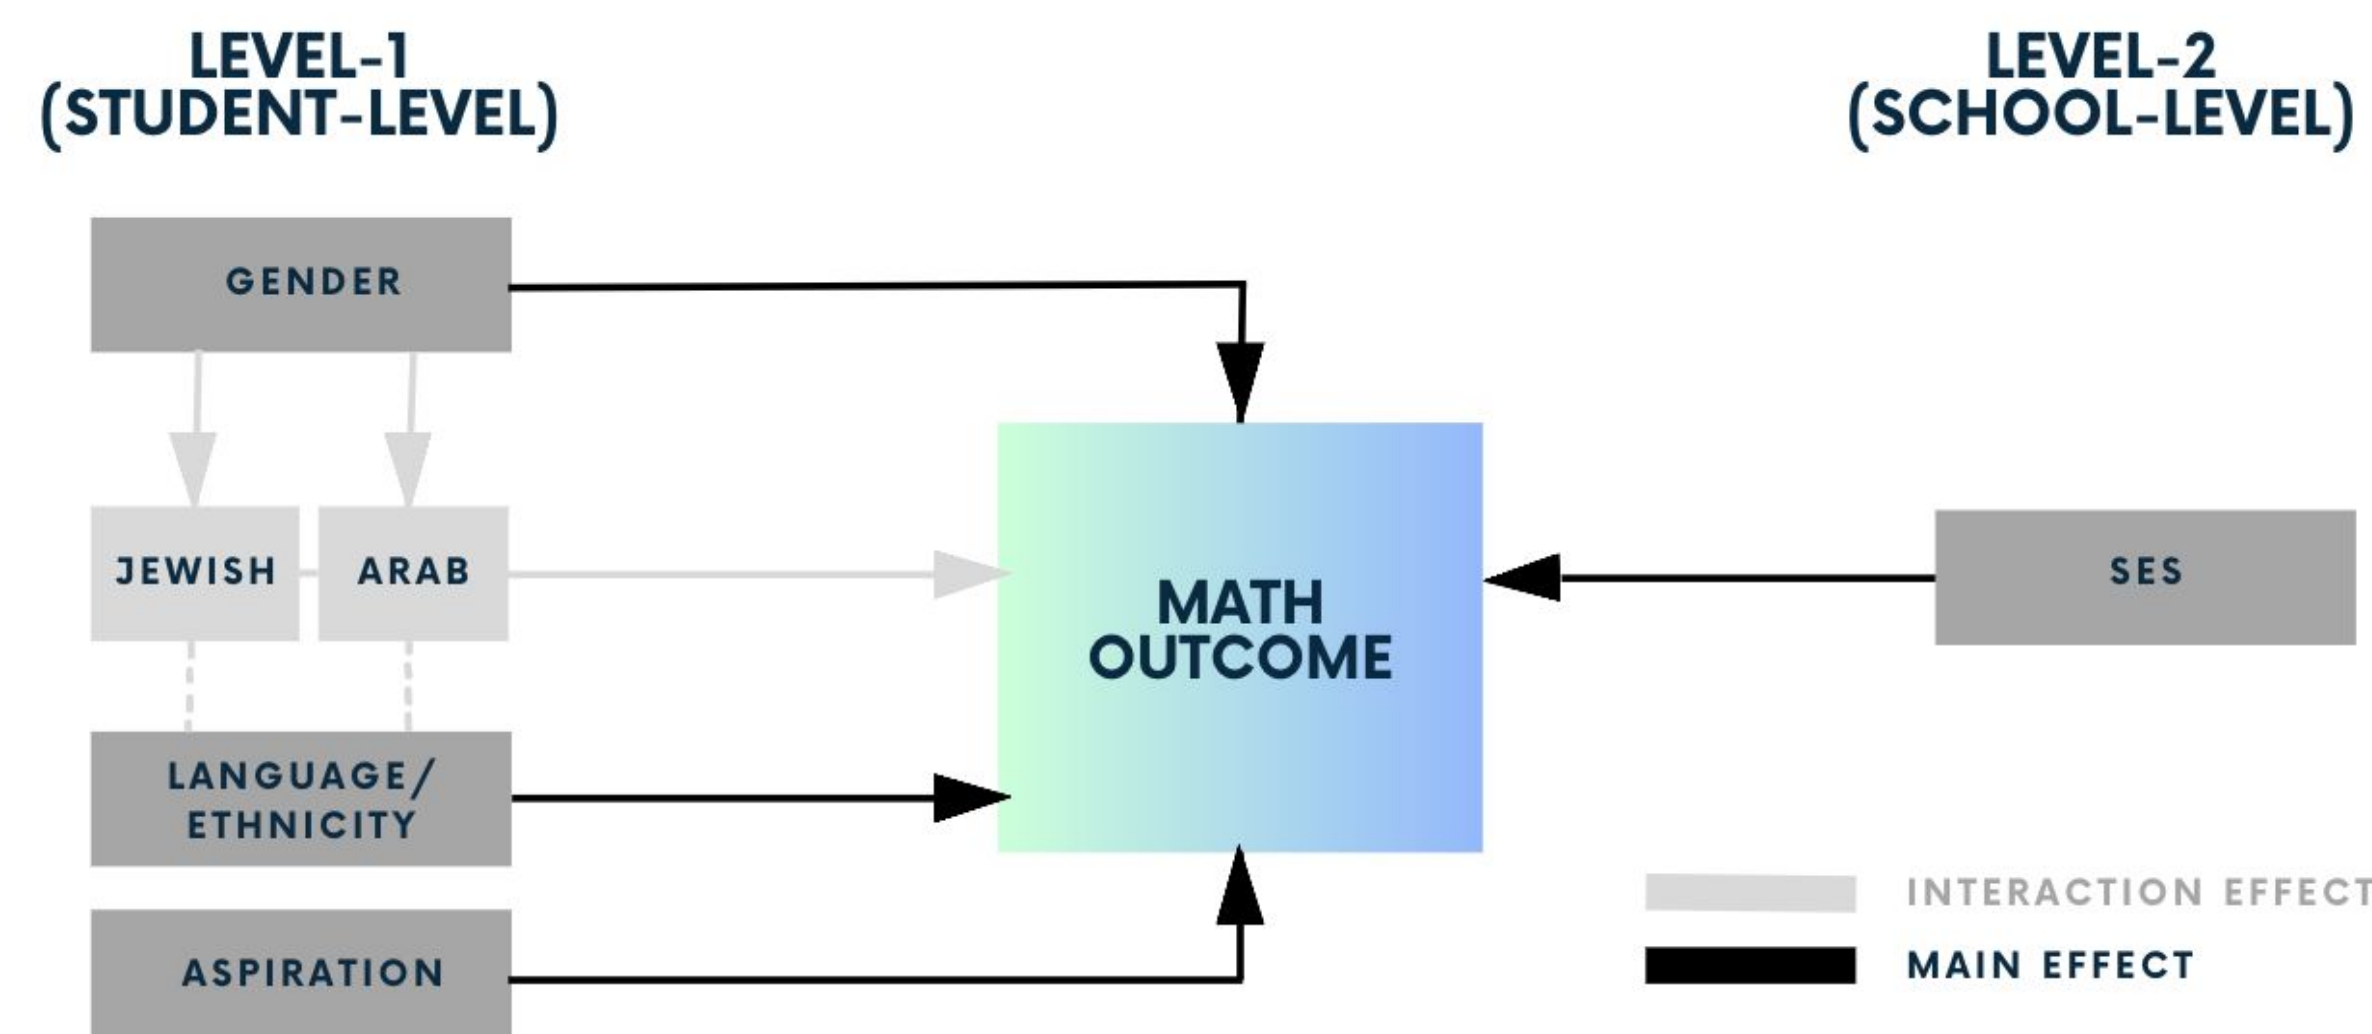 LEVEL-1
(STUDENT-LEVEL)
LEVEL-2
(SCHOOL-LEVEL)
GENDER
JEWISH
ARAB
MATH
OUTCOME
SES
LANGUAGE/
ETHNICITY
ASPIRATION
INTERACTION EFFECT
MAIN EFFECT